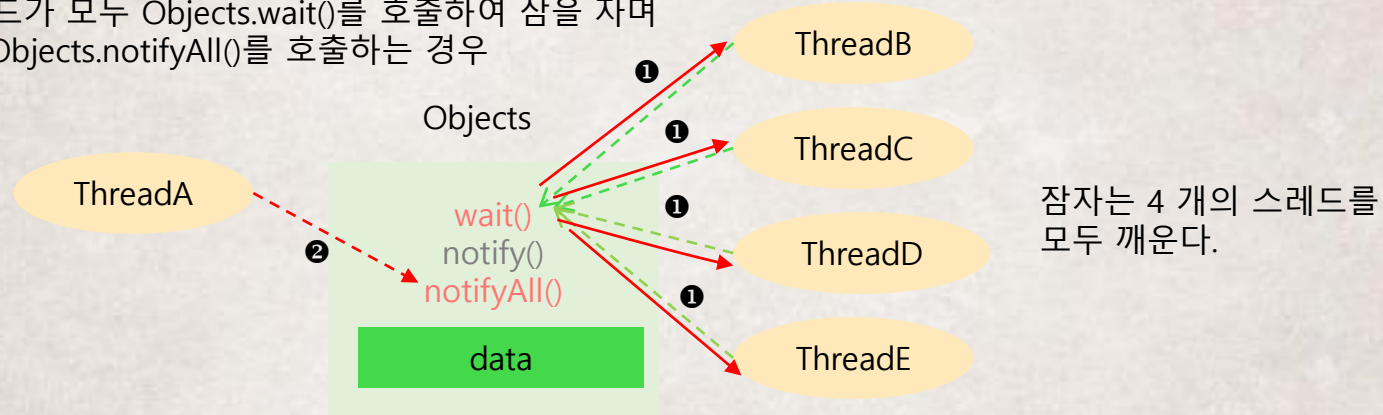 드가 모두 Objects.wait()를 호출하여 잠을 자며
Objects.notifyAll()를 호출하는 경우
ThreadB
❶
Objects
❶
ThreadC
ThreadA
❶
잠자는 4 개의 스레드를
모두 깨운다.
wait()
notify()
❷
ThreadD
notifyAll()
❶
data
ThreadE